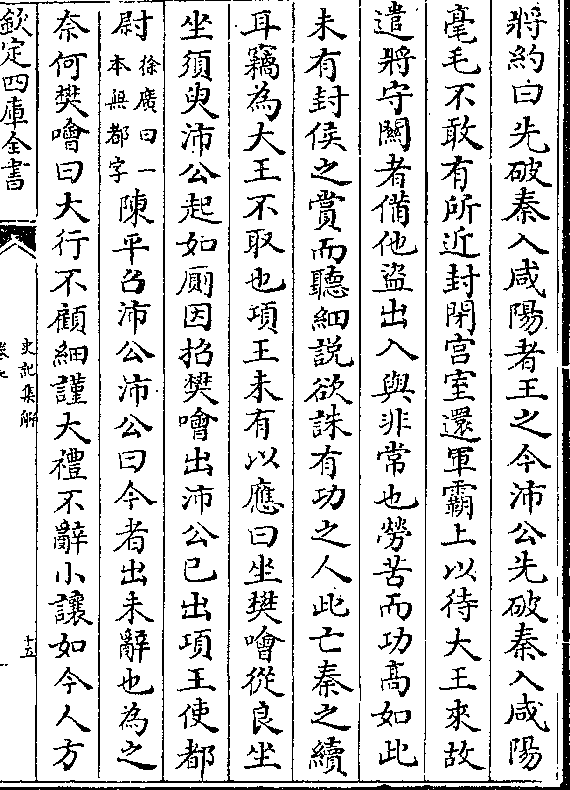 將約曰先破秦入咸陽者王之今沛公先破秦入咸陽
毫毛不敢有所近封閉宫室還軍霸上以待大王來故
遣將守闗者備他盜出入與非常也勞苦而功髙如此
未有封侯之賞而聽細說欲誅有功之人此亡秦之續
耳竊為大王不取也項王未有以應曰坐樊噲從良坐
坐須臾沛公起如厠因招樊噲出沛公已出項王使都
尉徐廣曰一本無都字陳平召沛公沛公曰今者出未辭也為之
奈何樊噲曰大行不顧細謹大禮不辭小讓如今人方
欽定四庫全書
史記集解
卷七
十五